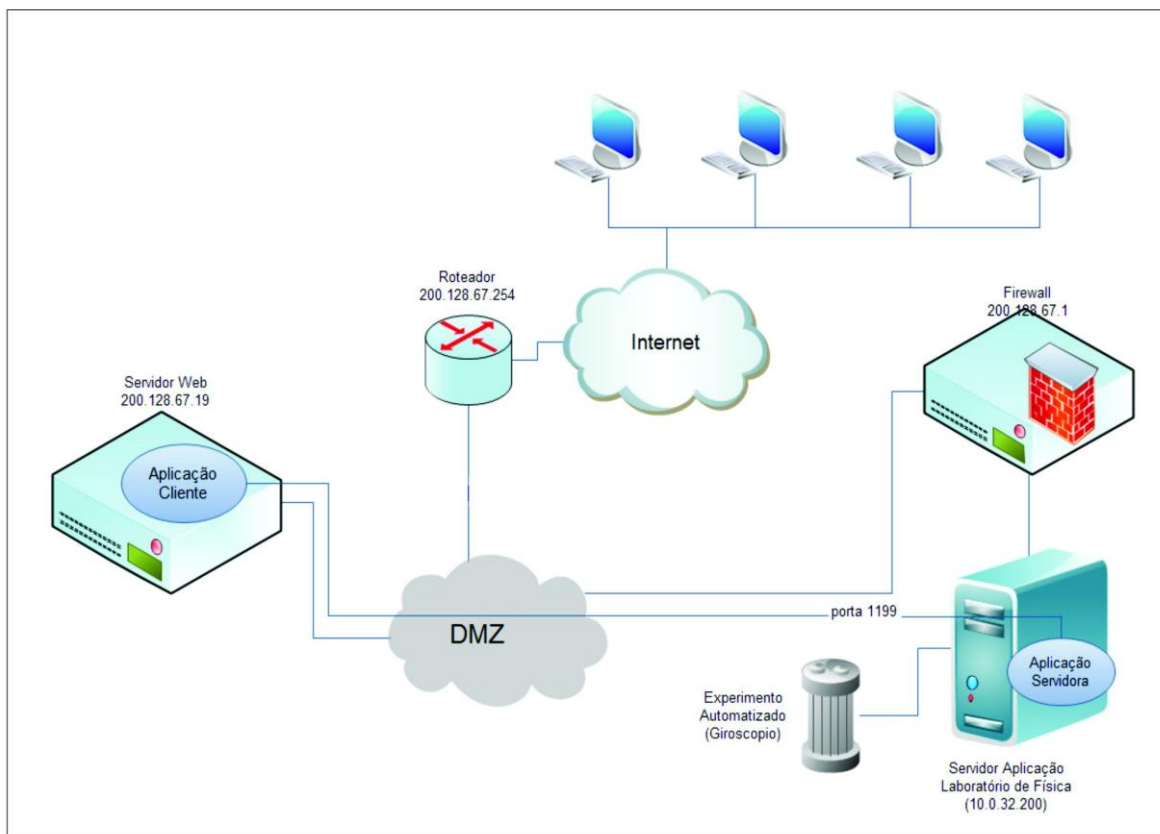 Roteador
200.128.67.254
Internet
Firewall
200.128.67.1
Servidor Web
200.128.67.19
Aplicação
Cliente
DMZ
porta 1199
Aplicação
Servidora
Experimento
Automatizado
(Giroscopio)
Servidor Aplicação
Laboratório de Física
(10.0.32.200)